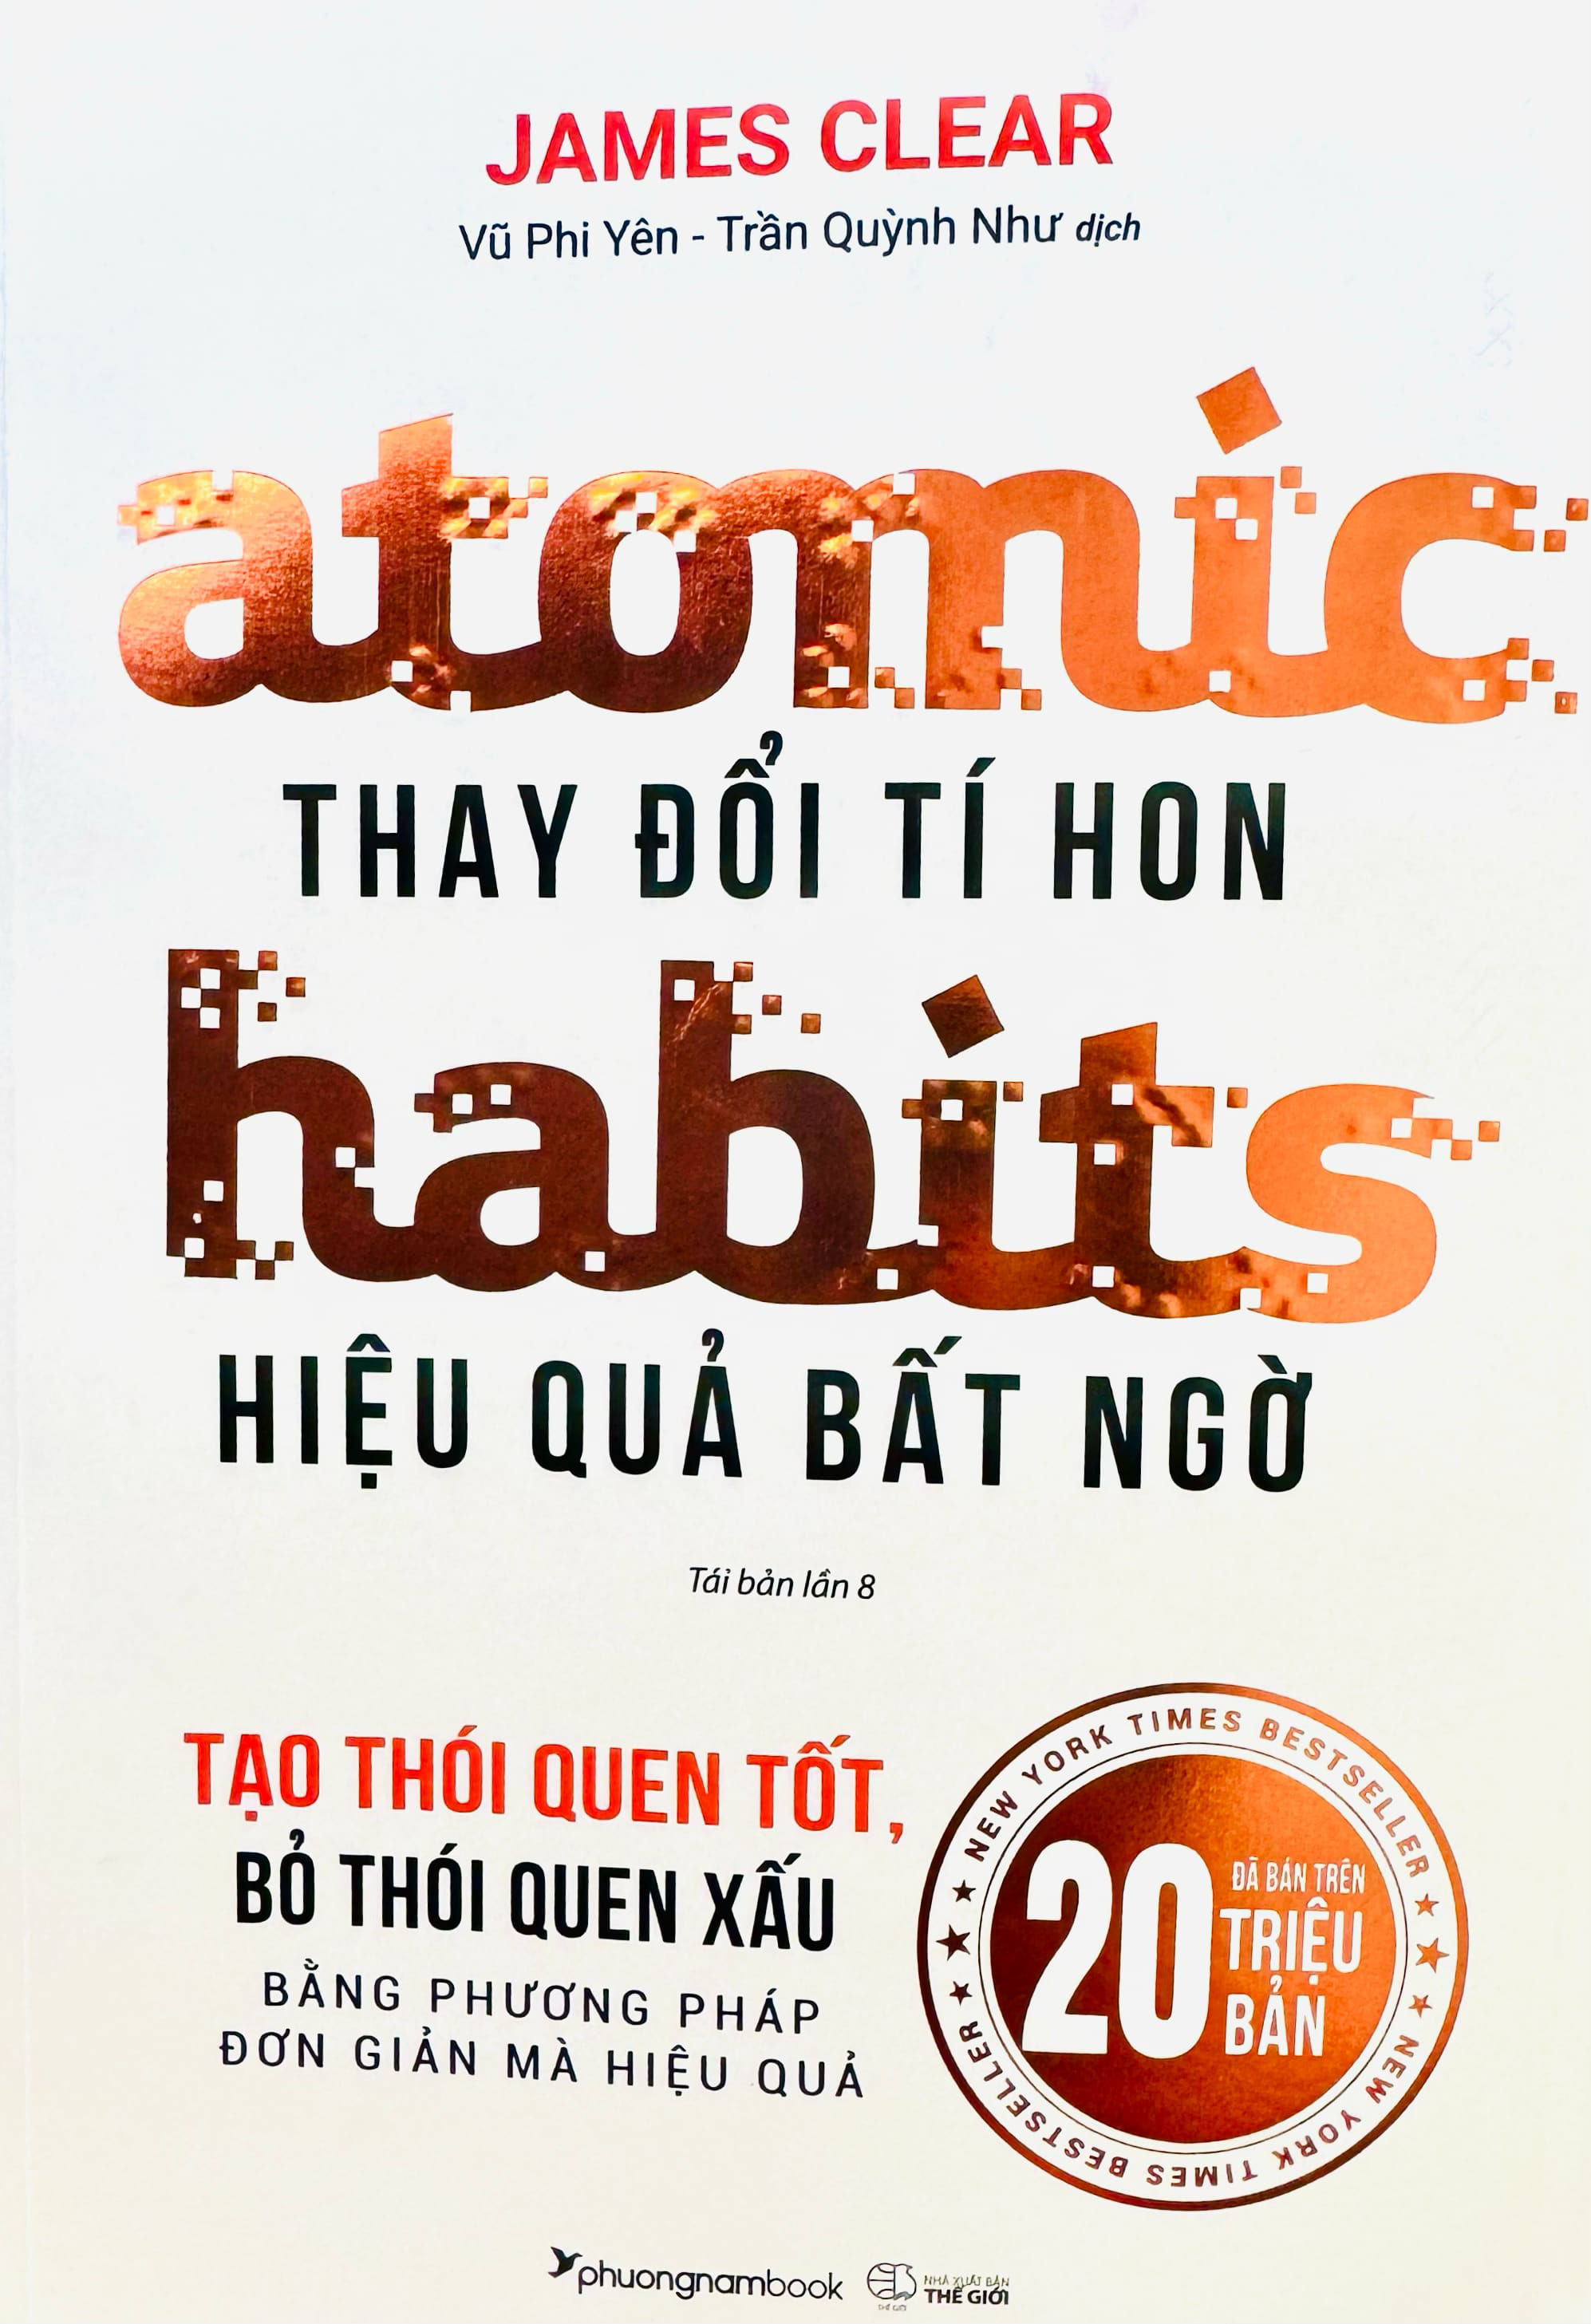 JAMES CLEAR
Vũ Phi Yên - Trần Quỳnh Như dịch
atomic
THAY ĐỔI TÍ HON
habits
HIỆU QUẢ BẤT NGỜ
Tái bản lần 8
TẠO THÓI QUEN TỐT,
BỎ THÓI QUEN XẤU
BẰNG PHƯƠNG PHÁP
ĐƠN GIẢN MÀ HIỆU QUẢ
NEW YORK TIMES BESTSELLER
20
ĐÃ BÁN TRÊN
TRIỆU
BẢN
NEW YORK TIMES BESTSELLER
phuongnambook
NHÀ XUẤT BẢN
THẾ GIỚI
THẾ GIỚI